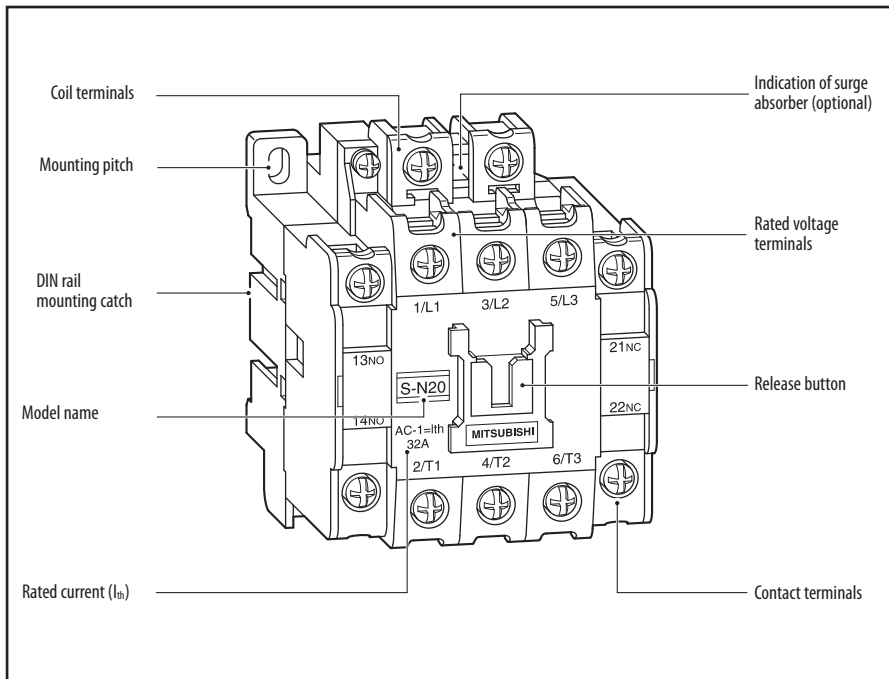 Coil terminals
Indication of surge
absorber (optional)
Mounting pitch
Rated voltage
terminals
DIN rail
mounting catch
1/L1 3/L2 5/L3
13NO
21NC
S-N20
Release button
Model name
14NO
22NC
AC-1=Ith
32A
MITSUBISHI
2/T1 4/T2 6/T3
Rated current (Ith)
Contact terminals